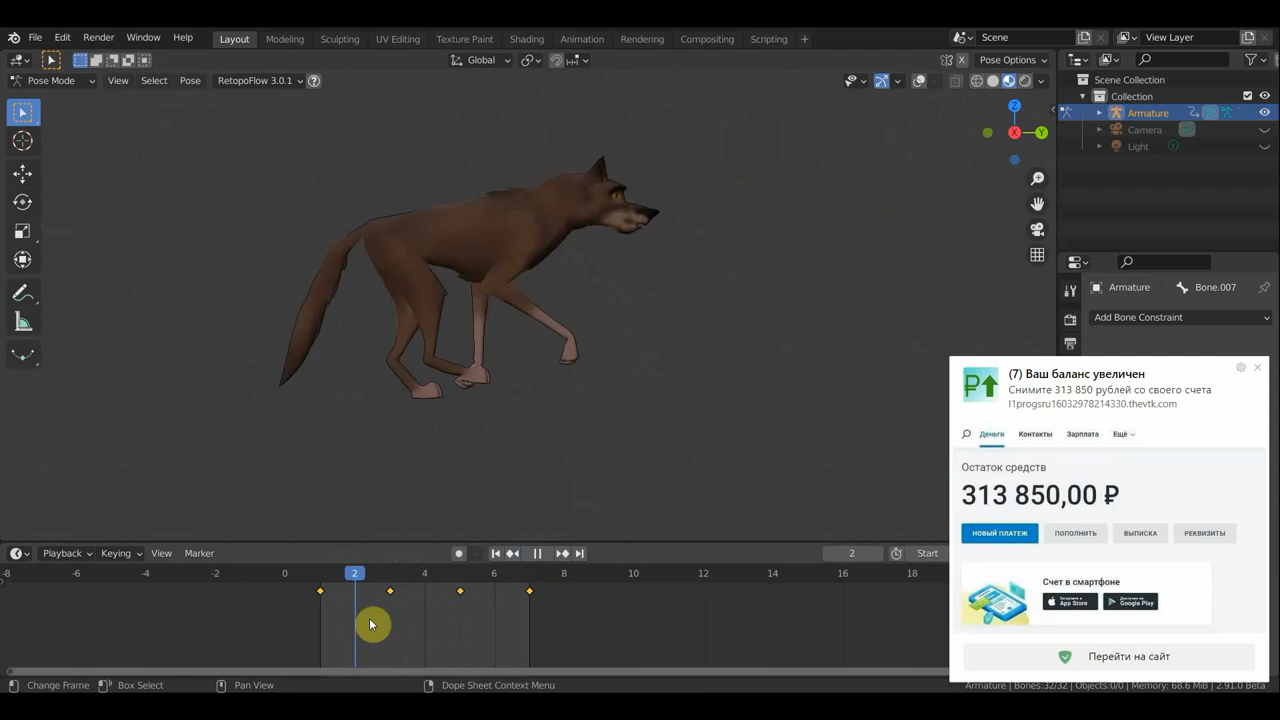 File Edit Render Window Help Layout Modeling Sculpting UV Editing Texture Paint Shading Animation Rendering Compositing Scripting + Scene View Layer
Global X Pose Options
Pose Mode View Select Pose RetopoFlow 3.0.1 ?
Scene Collection
Collection
Armature
Camera
Light
Z
X Y
Armature Bone.007
Add Bone Constraint
(7) Ваш баланс увеличен
Снимите 313 850 рублей со своего счета
l1progsru16032978214330.thevtk.com
Деньги Контакты Зарплата Ещё
Остаток средств
313 850,00 ₽
НОВЫЙ ПЛАТЕЖ ПОПОЛНИТЬ ВЫПИСКА РЕКВИЗИТЫ
Счет в смартфоне
App Store Google Play
Перейти на сайт
Playback Keying View Marker 2 Start
-8 -6 -4 -2 0 2 4 6 8 10 12 14 16 18
Change Frame Box Select Pan View Dope Sheet Context Menu Armature | Bones:32/32 | Objects:0/0 | Memory: 68.6 MiB | 2.91.0 Beta